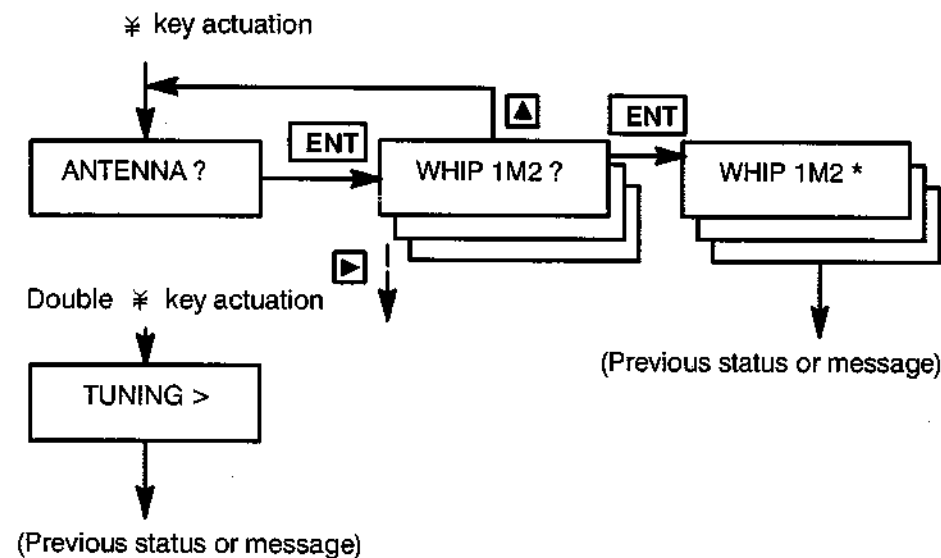 ¥ key actuation
ENT
ENT
ANTENNA ?
WHIP 1M2 ?
WHIP 1M2 *
Double ¥ key actuation
(Previous status or message)
TUNING >
(Previous status or message)